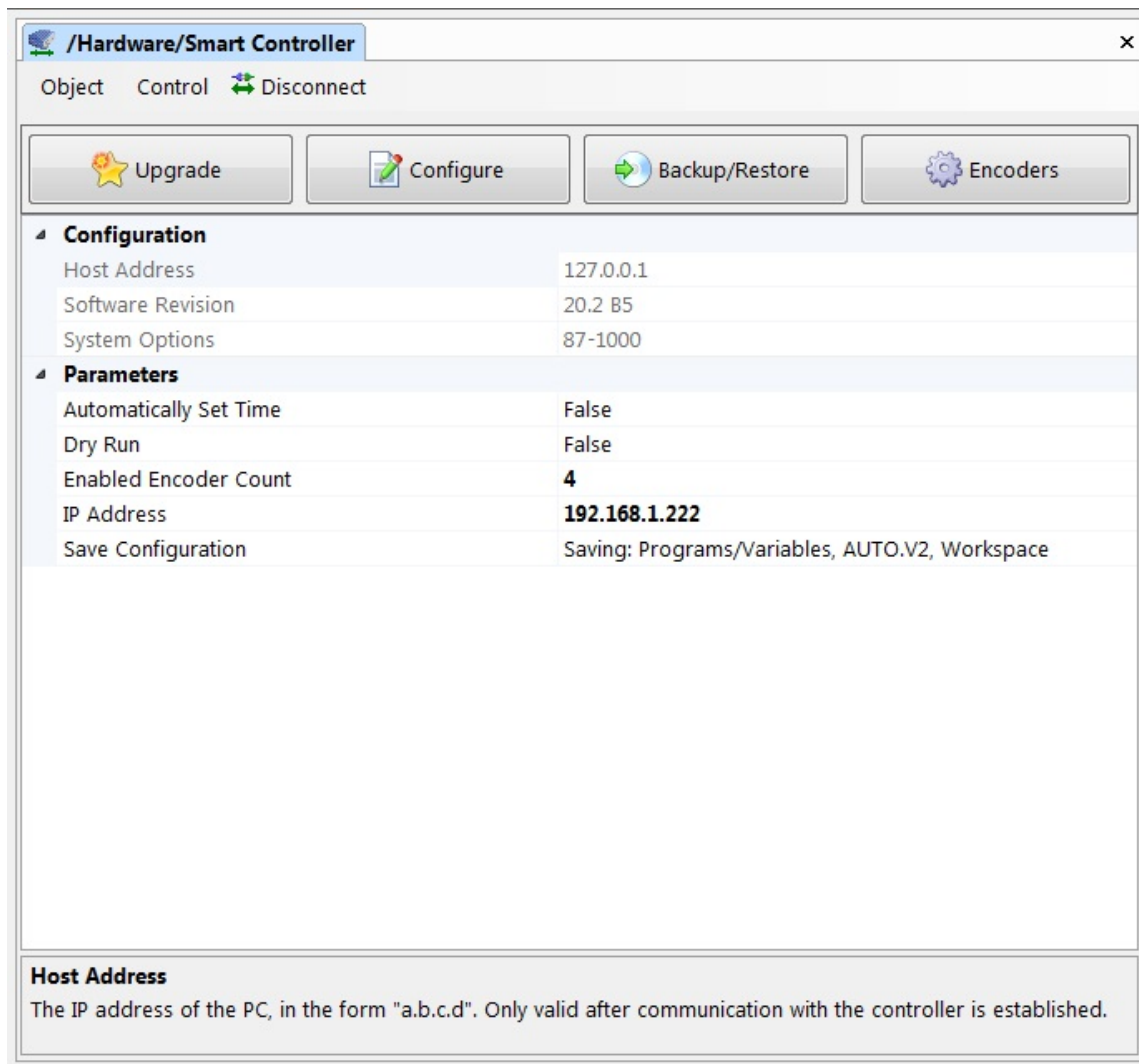 /Hardware/Smart Controller
Object Control Disconnect
Upgrade Configure Backup/Restore Encoders
Configuration
Host Address 127.0.0.1
Software Revision 20.2 B5
System Options 87-1000
Parameters
Automatically Set Time False
Dry Run False
Enabled Encoder Count 4
IP Address 192.168.1.222
Save Configuration Saving: Programs/Variables, AUTO.V2, Workspace
Host Address
The IP address of the PC, in the form "a.b.c.d". Only valid after communication with the controller is established.